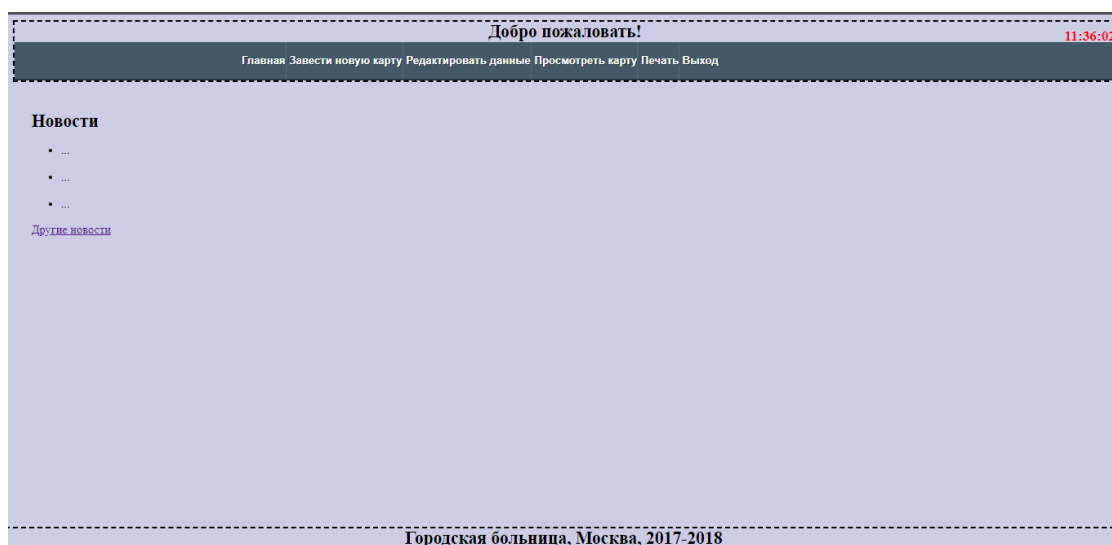 Добро пожаловать!
11:36:02
Главная Завести новую карту Редактировать данные Просмотреть карту Печать Выход
Новости
• ...
• ...
• ...
Другие новости
Городская больница, Москва, 2017-2018